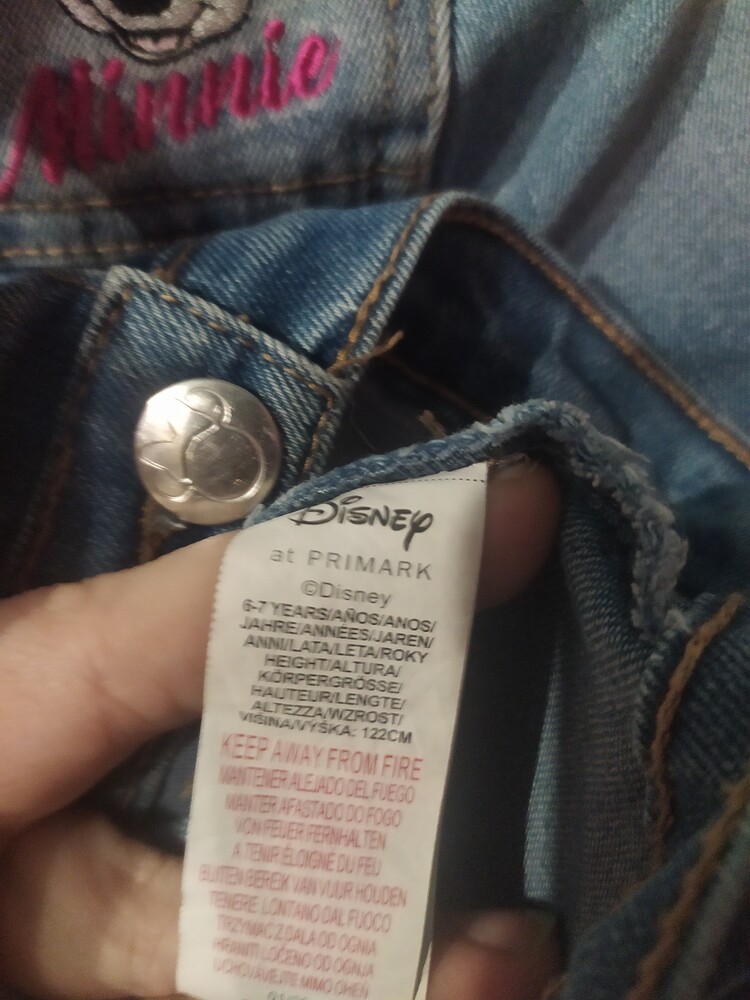 Minnie
Disney
at PRIMARK
©Disney
6-7 YEARS/AÑOS/ANOS/
JAHRE/ANNÉES/JAREN/
ANNI/LATA/LETA/ROKY
HEIGHT/ALTURA/
KÖRPERGRÖSSE/
HAUTEUR/LENGTE/
ALTEZZA/WZROST/
VIŠINA/VÝŠKA: 122CM
KEEP AWAY FROM FIRE
MANTENER ALEJADO DEL FUEGO
MANTER AFASTADO DO FOGO
VON FEUER FERNHALTEN
A TENIR ÉLOIGNÉ DU FEU
BUITEN BEREIK VAN VUUR HOUDEN
TENERE LONTANO DAL FUOCO
TRZYMAĆ Z DALA OD OGNIA
HRANITI LOČENO OD OGNJA
UCHOVÁVEJTE MIMO OHEŇ